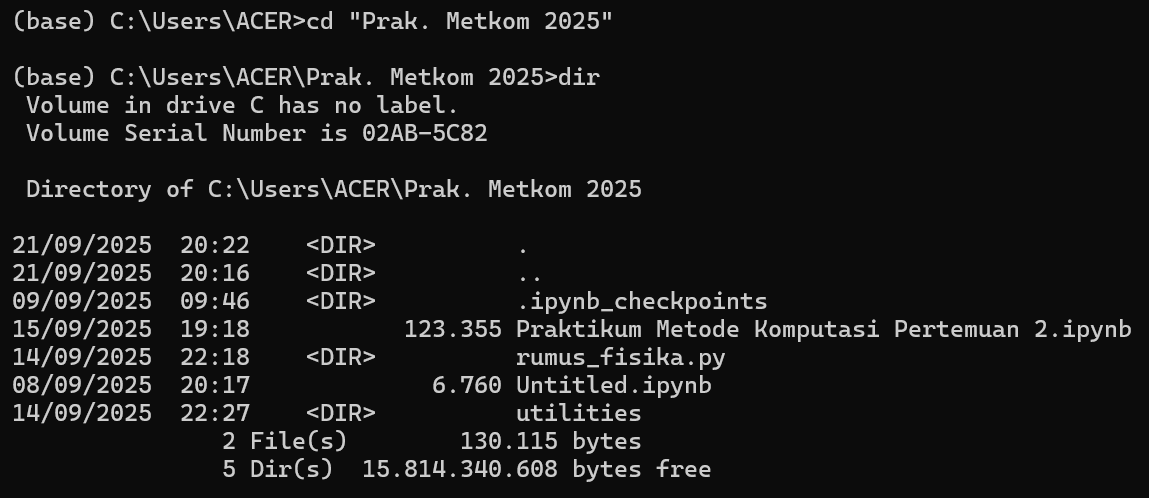 (base) C:\Users\ACER>cd "Prak. Metkom 2025"
(base) C:\Users\ACER\Prak. Metkom 2025>dir
 Volume in drive C has no label.
 Volume Serial Number is 02AB-5C82
 Directory of C:\Users\ACER\Prak. Metkom 2025
21/09/2025  20:22    <DIR>          .
21/09/2025  20:16    <DIR>          ..
09/09/2025  09:46    <DIR>          .ipynb_checkpoints
15/09/2025  19:18           123.355 Praktikum Metode Komputasi Pertemuan 2.ipynb
14/09/2025  22:18    <DIR>          rumus_fisika.py
08/09/2025  20:17             6.760 Untitled.ipynb
14/09/2025  22:27    <DIR>          utilities
               2 File(s)        130.115 bytes
               5 Dir(s)  15.814.340.608 bytes free